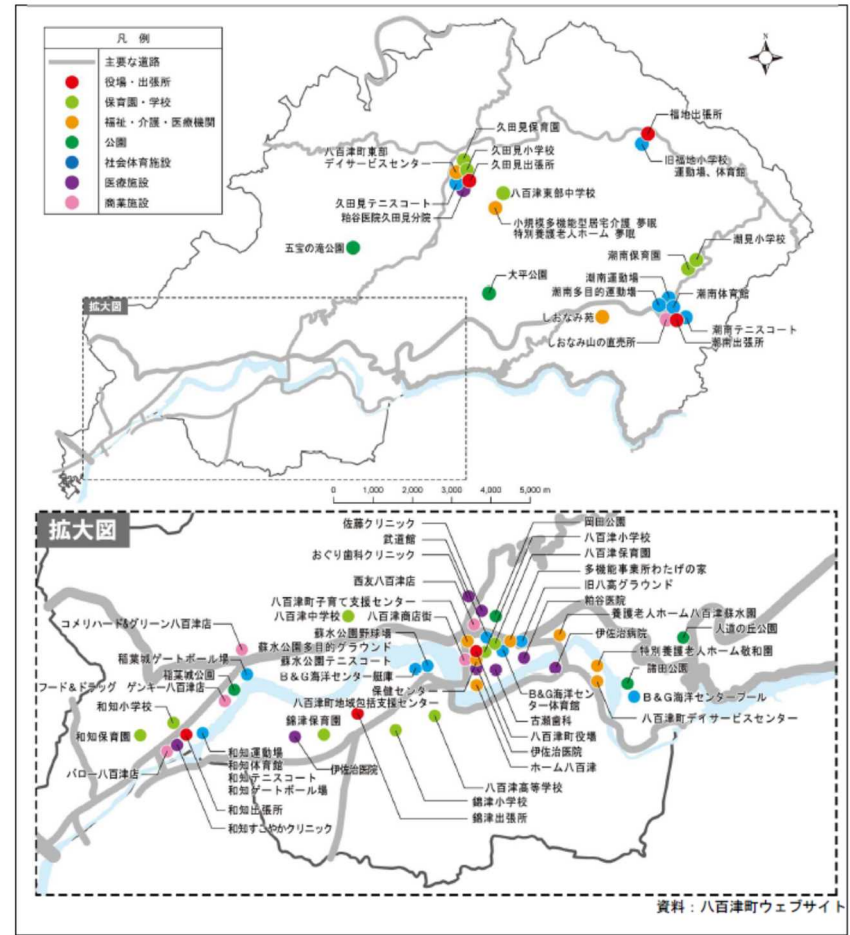 凡 例
主要な道路
役場・出張所
保育園・学校
福祉・介護・医療機関
公園
社会体育施設
医療施設
商業施設
N
福地出張所
旧福地小学校
運動場、体育館
久田見保育園
久田見小学校
久田見出張所
八百津町東部
デイサービスセンター
八百津東部中学校
久田見テニスコート
粕谷医院久田見分院
小規模多機能型居宅介護 夢眠
特別養護老人ホーム 夢眠
五宝の滝公園
大平公園
潮見小学校
潮南保育園
潮南運動場
潮南多目的運動場
潮南体育館
しおなみ苑
しおなみ山の直売所
潮南テニスコート
潮南出張所
拡大図
0 1,000 2,000 3,000 4,000 5,000 m
拡大図
佐藤クリニック
武道館
おぐり歯科クリニック
西友八百津店
八百津町子育て支援センター
八百津中学校
八百津商店街
蘇水公園野球場
蘇水公園多目的グラウンド
蘇水公園テニスコート
B&G海洋センター艇庫
保健センター
八百津町地域包括支援センター
岡田公園
八百津小学校
八百津保育園
多機能事業所わたげの家
旧八高グラウンド
粕谷医院
養護老人ホーム八百津蘇水園
伊佐治病院
人道の丘公園
特別養護老人ホーム敬和園
諸田公園
B&G海洋センタープール
八百津町デイサービスセンター
コメリハード&グリーン八百津店
稲葉城ゲートボール場
稲葉城公園
フード&ドラッグ ゲンキー八百津店
和知小学校
和知保育園
バロー八百津店
和知運動場
和知体育館
和知テニスコート
和知ゲートボール場
和知出張所
和知すこやかクリニック
錦津保育園
伊佐治医院
B&G海洋セン
ター体育館
古瀬歯科
八百津町役場
伊佐治医院
ホーム八百津
八百津高等学校
錦津小学校
錦津出張所
資料：八百津町ウェブサイト